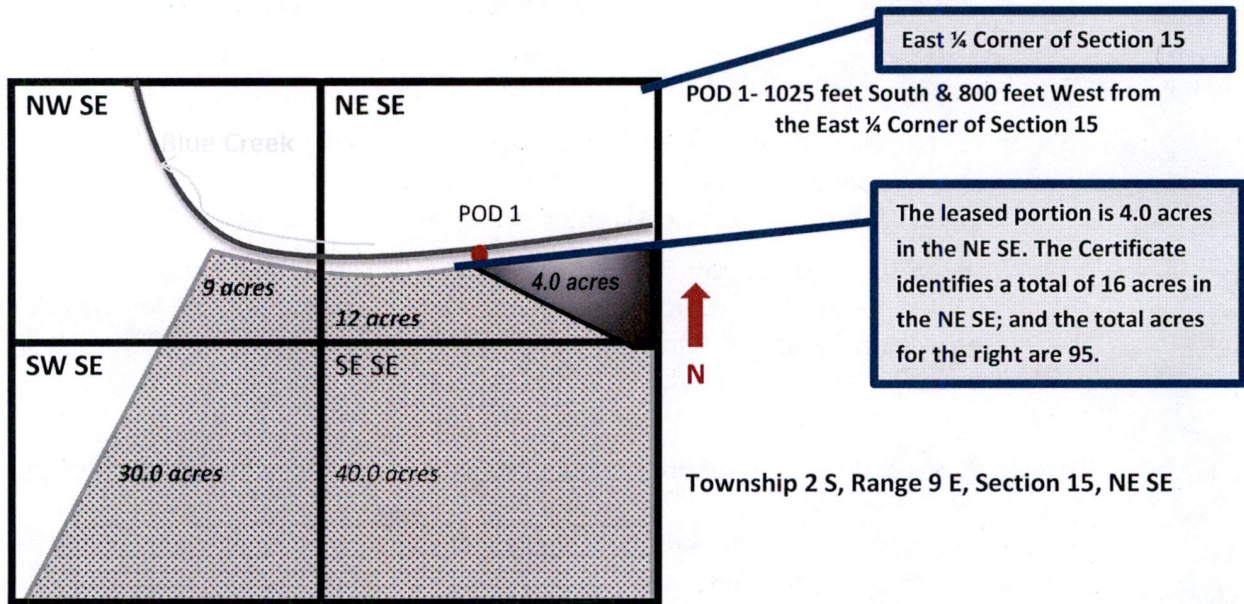 East ¼ Corner of Section 15
NW SE
NE SE
POD 1- 1025 feet South & 800 feet West from
the East ¼ Corner of Section 15
Blue Creek
POD 1
The leased portion is 4.0 acres
in the NE SE. The Certificate
identifies a total of 16 acres in
the NE SE; and the total acres
for the right are 95.
9 acres
4.0 acres
12 acres
SW SE
SE SE
N
30.0 acres
40.0 acres
Township 2 S, Range 9 E, Section 15, NE SE